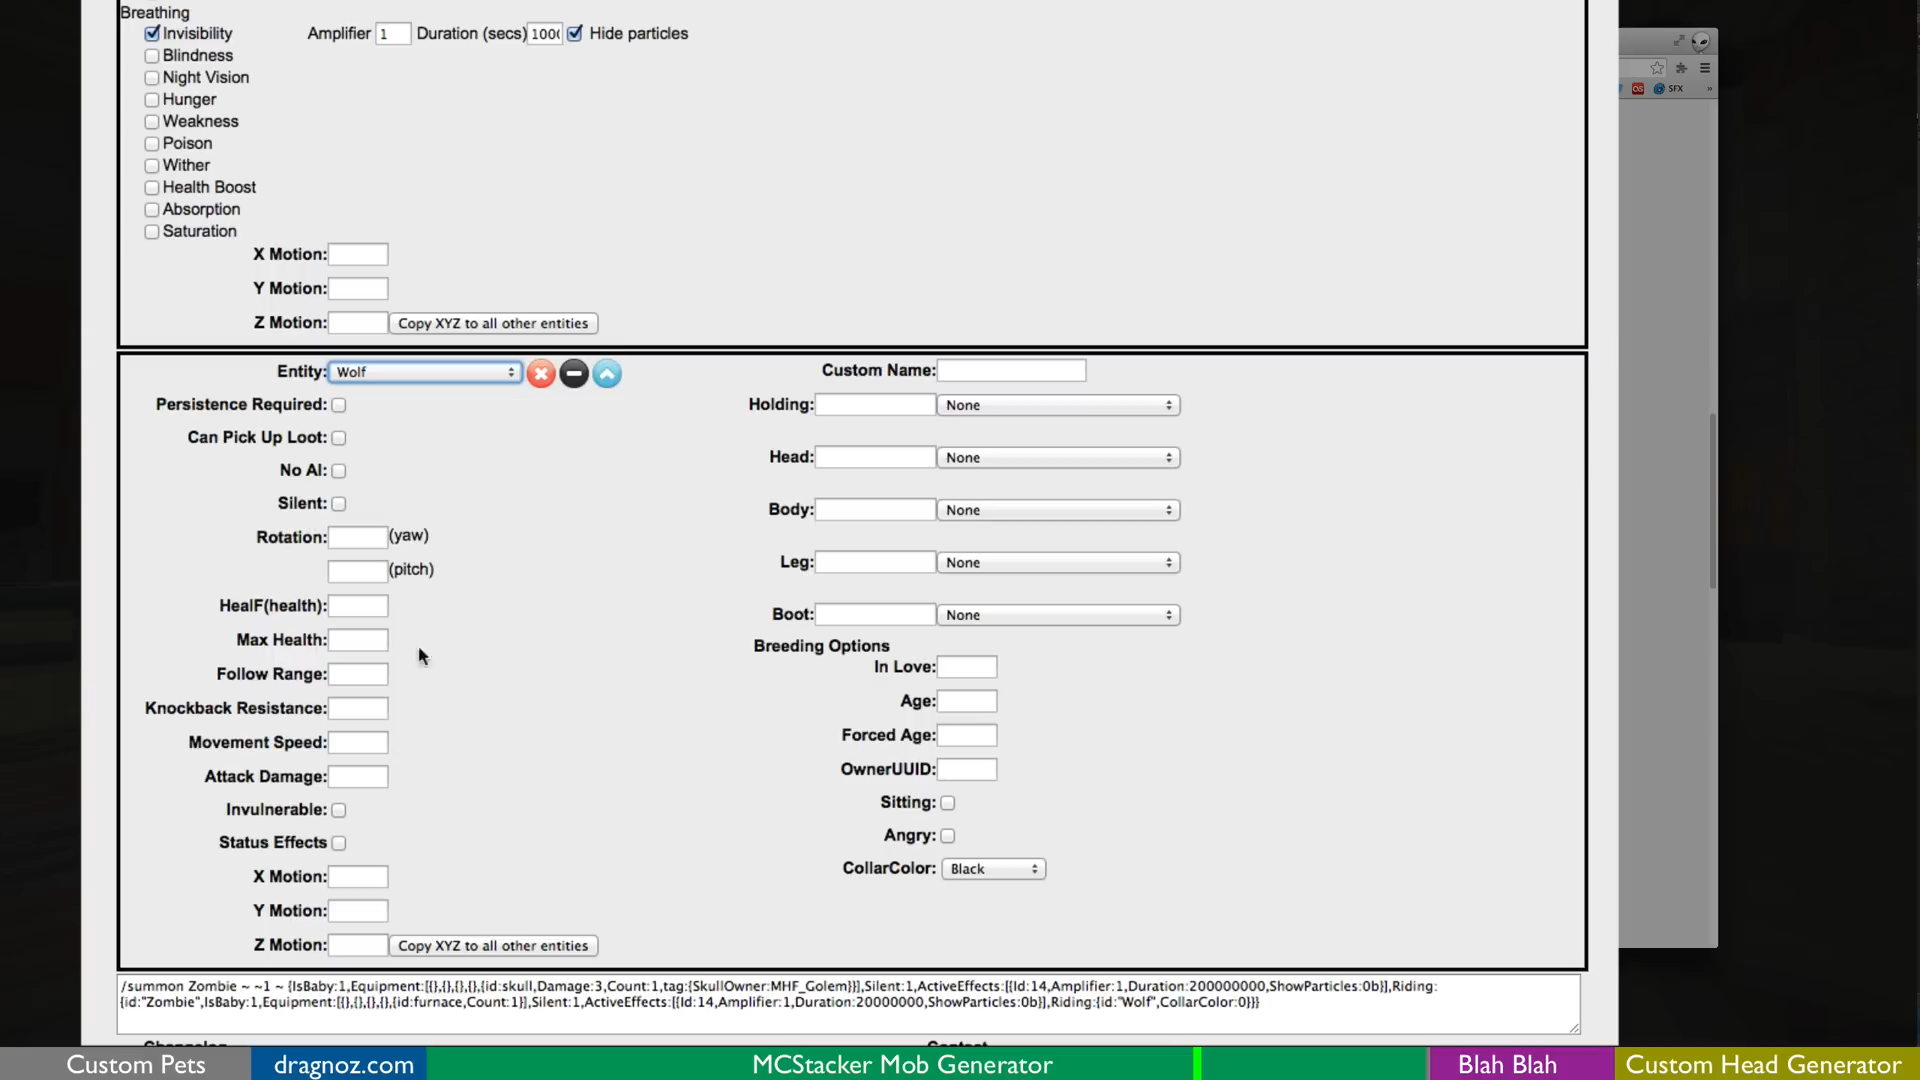 Breathing
Invisibility Amplifier 1 Duration (secs) 100 Hide particles
Blindness
Night Vision
Hunger
Weakness
Poison
Wither
Health Boost
Absorption
Saturation
X Motion:
Y Motion:
Z Motion: Copy XYZ to all other entities
Entity: Wolf Custom Name:
Persistence Required: Holding: None
Can Pick Up Loot:
No AI: Head: None
Silent: Body: None
Rotation: (yaw)
(pitch) Leg: None
HealF(health): Boot: None
Max Health: Breeding Options
Follow Range: In Love:
Knockback Resistance: Age:
Movement Speed: Forced Age:
Attack Damage: OwnerUUID:
Invulnerable: Sitting:
Status Effects Angry:
X Motion: CollarColor: Black
Y Motion:
Z Motion: Copy XYZ to all other entities
/summon Zombie ~ ~1 ~ {IsBaby:1,Equipment:[{},{},{},{},{id:skull,Damage:3,Count:1,tag:{SkullOwner:MHF_Golem}}],Silent:1,ActiveEffects:[{Id:14,Amplifier:1,Duration:200000000,ShowParticles:0b}],Riding:
{id:"Zombie",IsBaby:1,Equipment:[{},{},{},{},{id:furnace,Count:1}],Silent:1,ActiveEffects:[{Id:14,Amplifier:1,Duration:20000000,ShowParticles:0b}],Riding:{id:"Wolf",CollarColor:0}}}
Changelog Contact
OS SFX »
Custom Pets dragnoz.com MCStacker Mob Generator Blah Blah Custom Head Generator